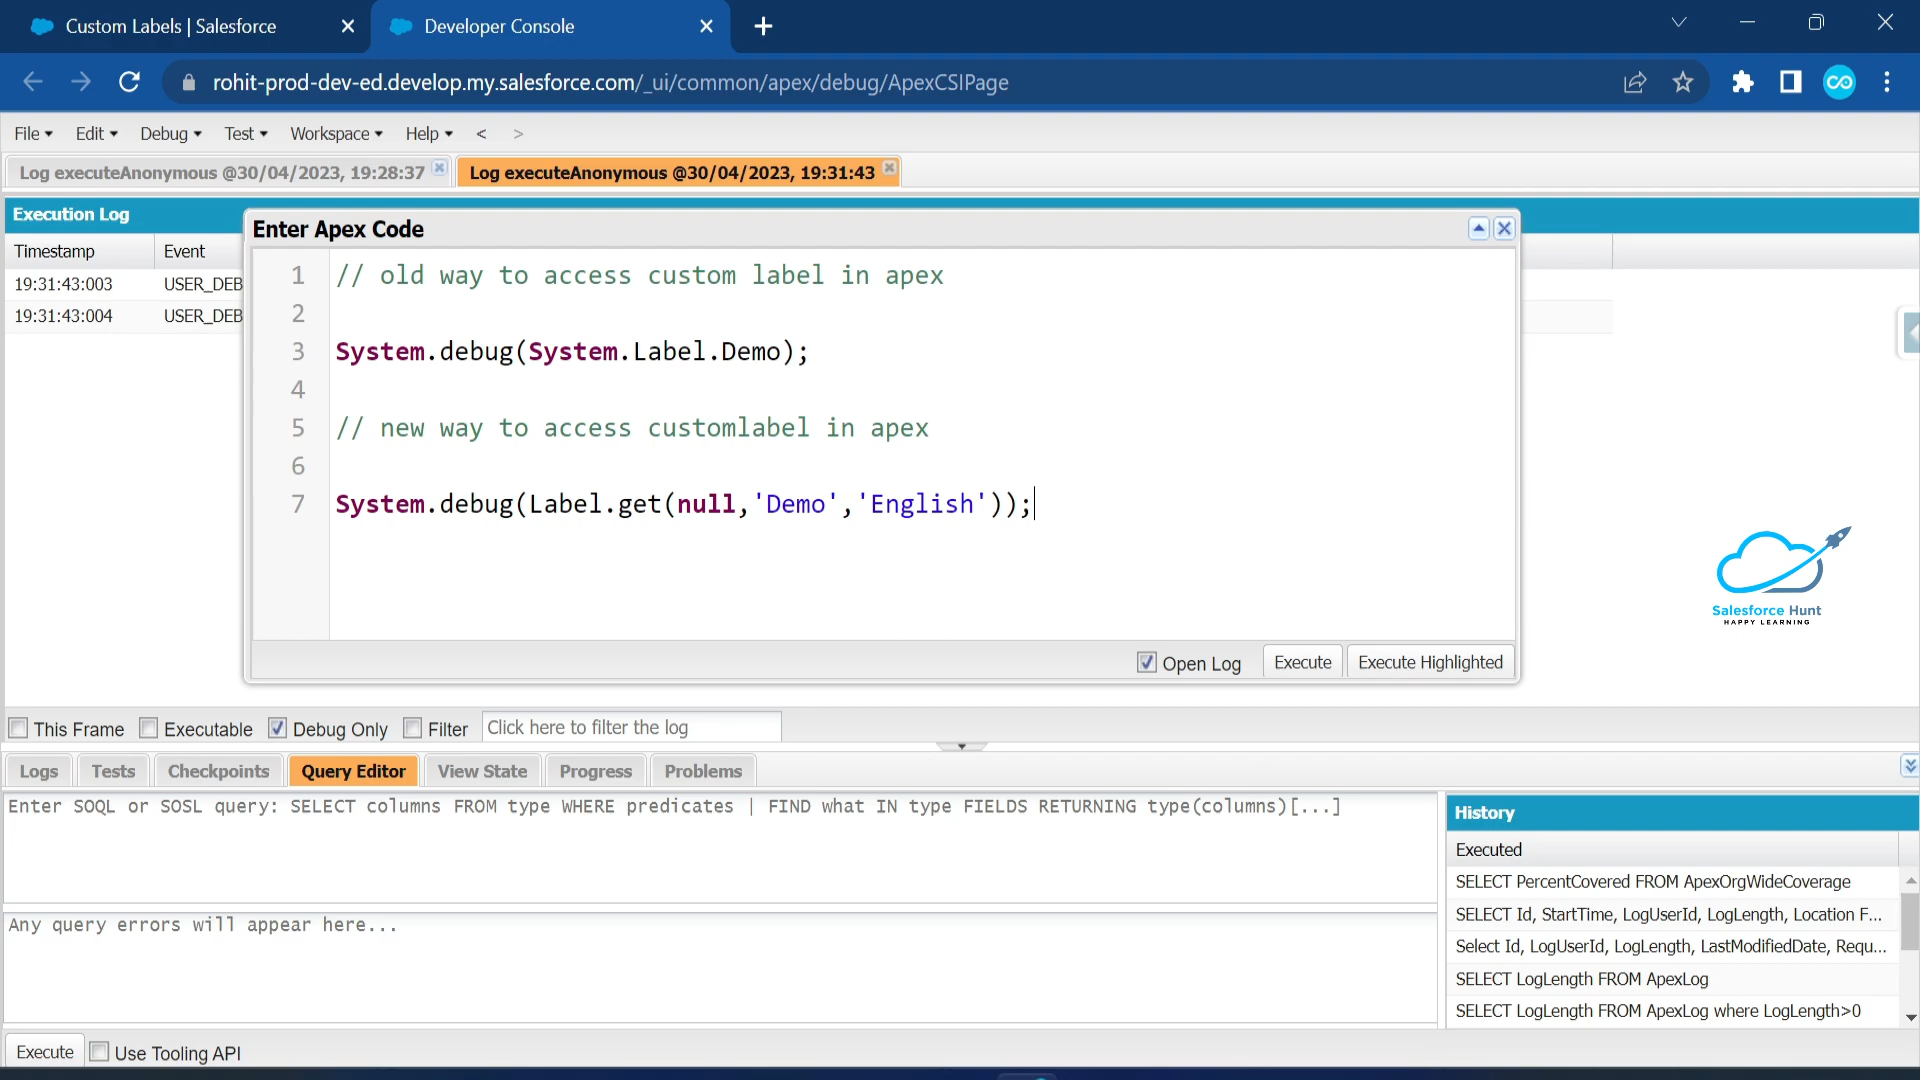 Custom Labels | Salesforce
Developer Console
rohit-prod-dev-ed.develop.my.salesforce.com/_ui/common/apex/debug/ApexCSIPage
File Edit Debug Test Workspace Help < >
Log executeAnonymous @30/04/2023, 19:28:37
Log executeAnonymous @30/04/2023, 19:31:43
Execution Log
Timestamp Event
19:31:43:003 USER_DEB
19:31:43:004 USER_DEB
Enter Apex Code
1 // old way to access custom label in apex
2
3 System.debug(System.Label.Demo);
4
5 // new way to access customlabel in apex
6
7 System.debug(Label.get(null,'Demo','English'));
Open Log Execute Execute Highlighted
Salesforce Hunt
HAPPY LEARNING
This Frame Executable Debug Only Filter Click here to filter the log
Logs Tests Checkpoints Query Editor View State Progress Problems
Enter SOQL or SOSL query: SELECT columns FROM type WHERE predicates | FIND what IN type FIELDS RETURNING type(columns)[...]
Any query errors will appear here...
History
Executed
SELECT PercentCovered FROM ApexOrgWideCoverage
SELECT Id, StartTime, LogUserId, LogLength, Location F...
Select Id, LogUserId, LogLength, LastModifiedDate, Requ...
SELECT LogLength FROM ApexLog
SELECT LogLength FROM ApexLog where LogLength>0
Execute Use Tooling API